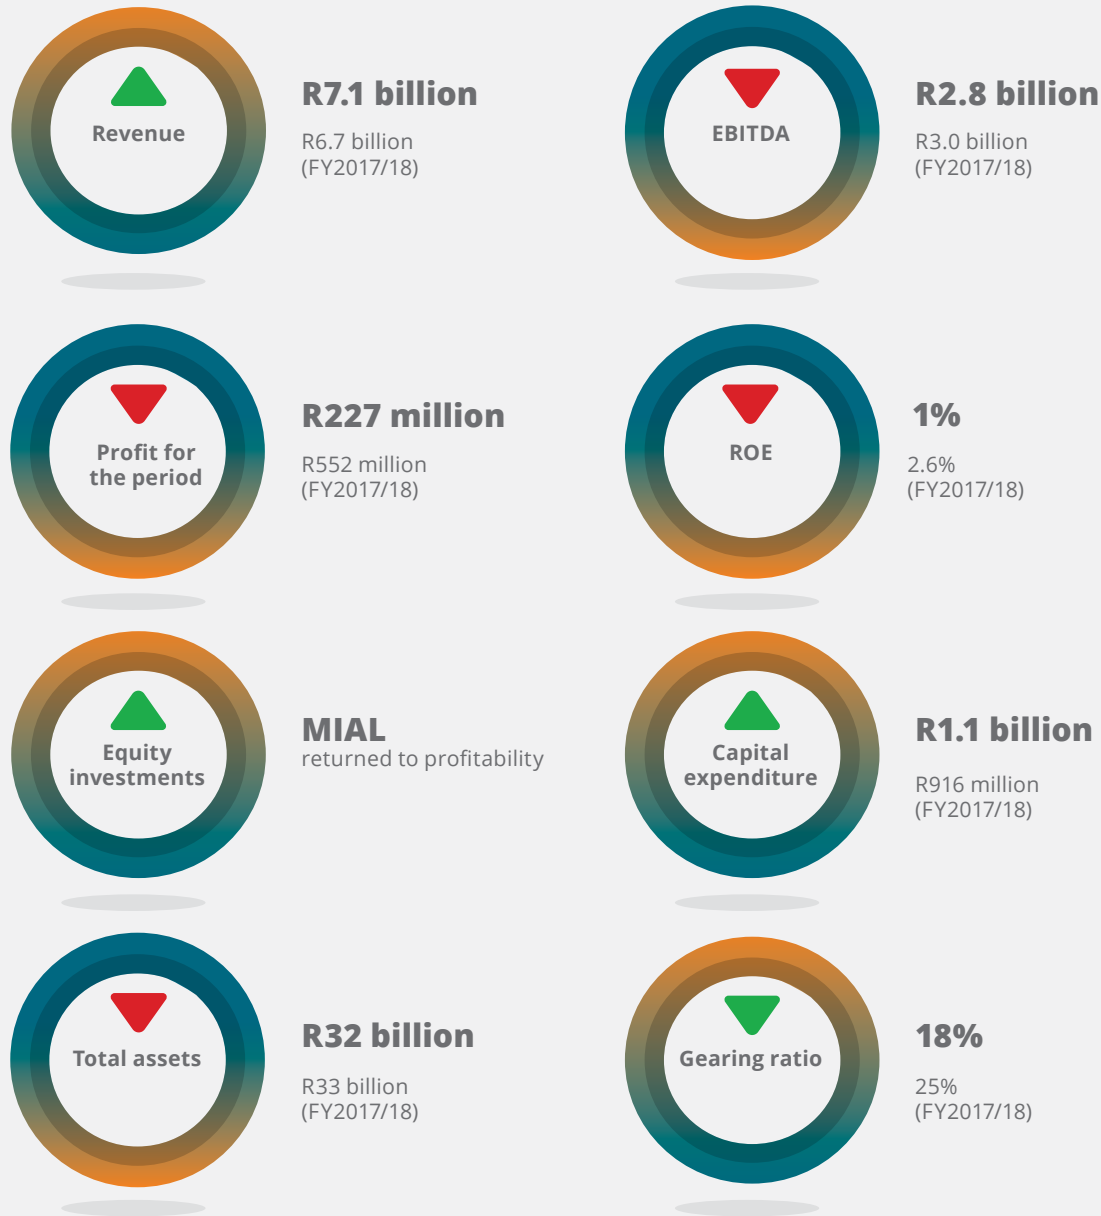 Revenue
R7.1 billion
R6.7 billion
(FY2017/18)
EBITDA
R2.8 billion
R3.0 billion
(FY2017/18)
Profit for
the period
R227 million
R552 million
(FY2017/18)
ROE
1%
2.6%
(FY2017/18)
Equity
investments
MIAL
returned to profitability
Capital
expenditure
R1.1 billion
R916 million
(FY2017/18)
Total assets
R32 billion
R33 billion
(FY2017/18)
Gearing ratio
18%
25%
(FY2017/18)